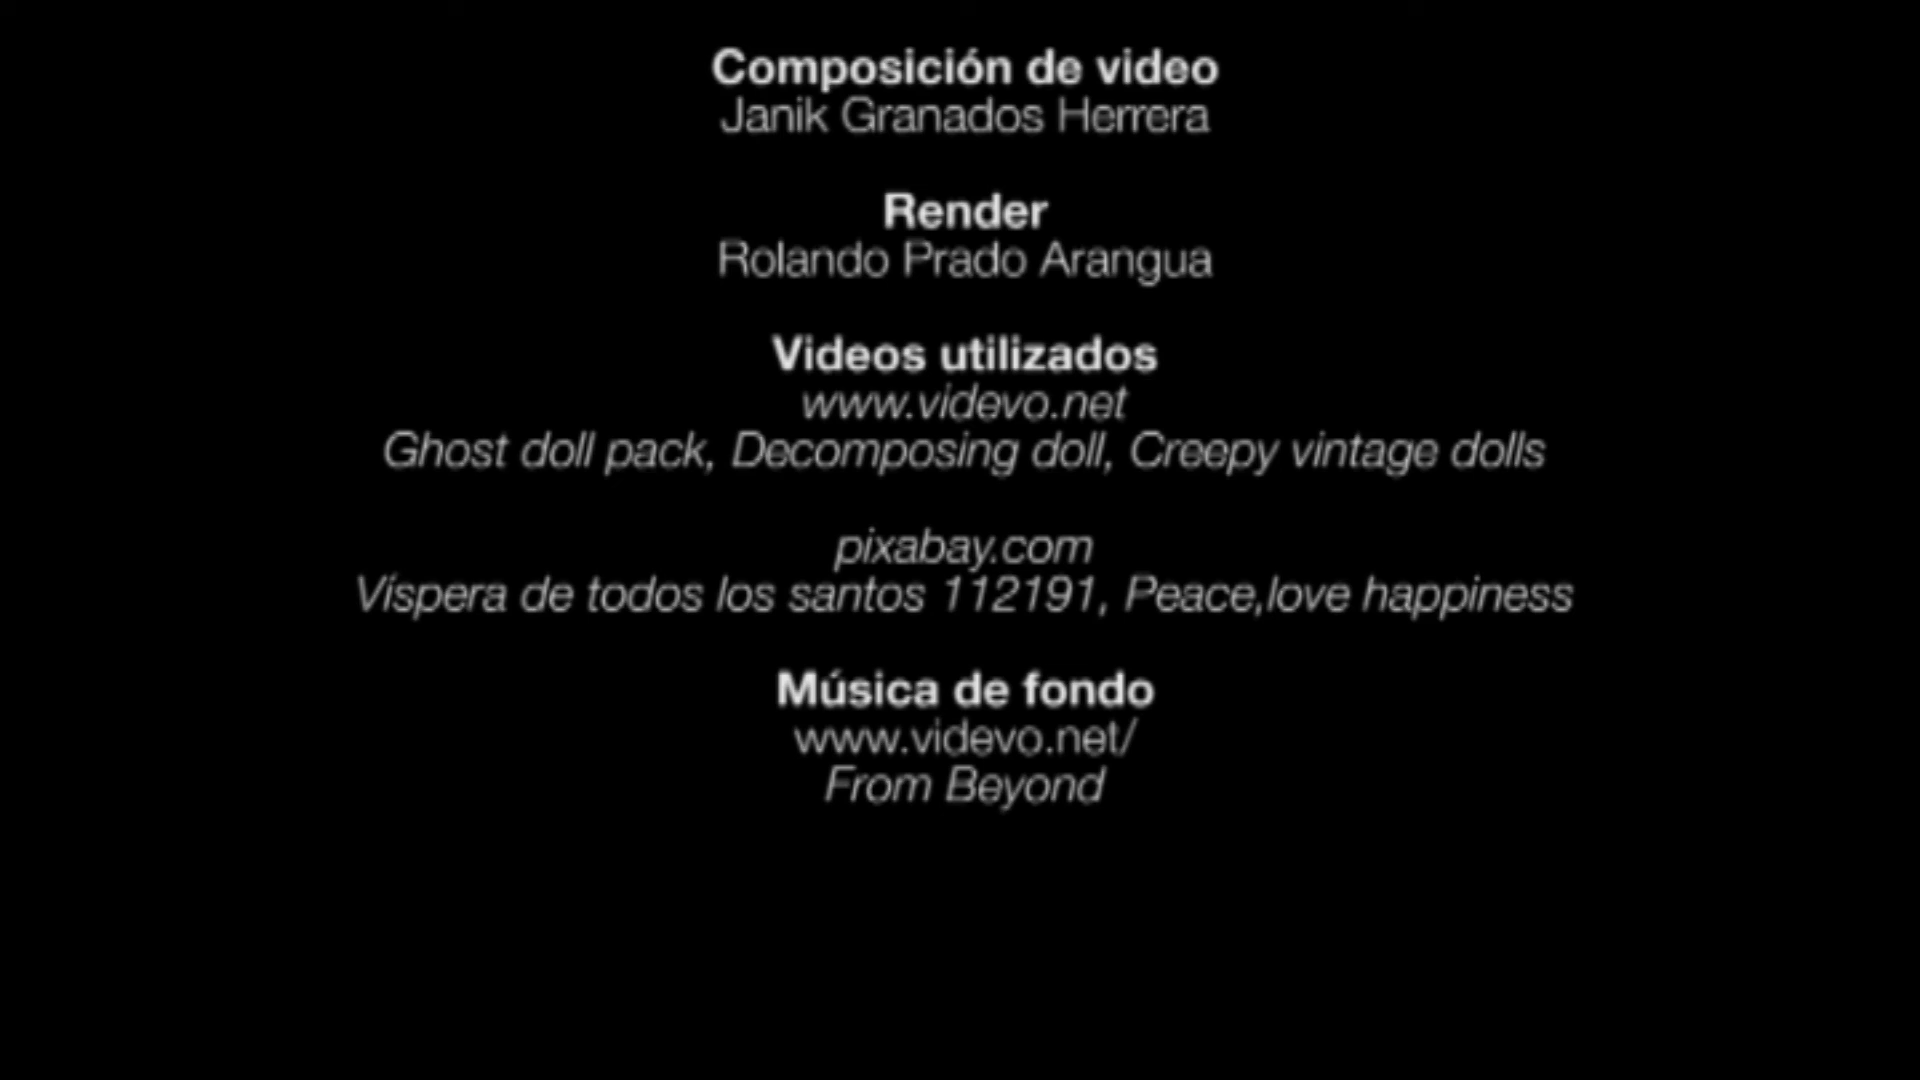 Composición de video
Janik Granados Herrera
Render
Rolando Prado Arangua
Videos utilizados
www.videvo.net
Ghost doll pack, Decomposing doll, Creepy vintage dolls
pixabay.com
Víspera de todos los santos 112191, Peace,love happiness
Música de fondo
www.videvo.net/
From Beyond